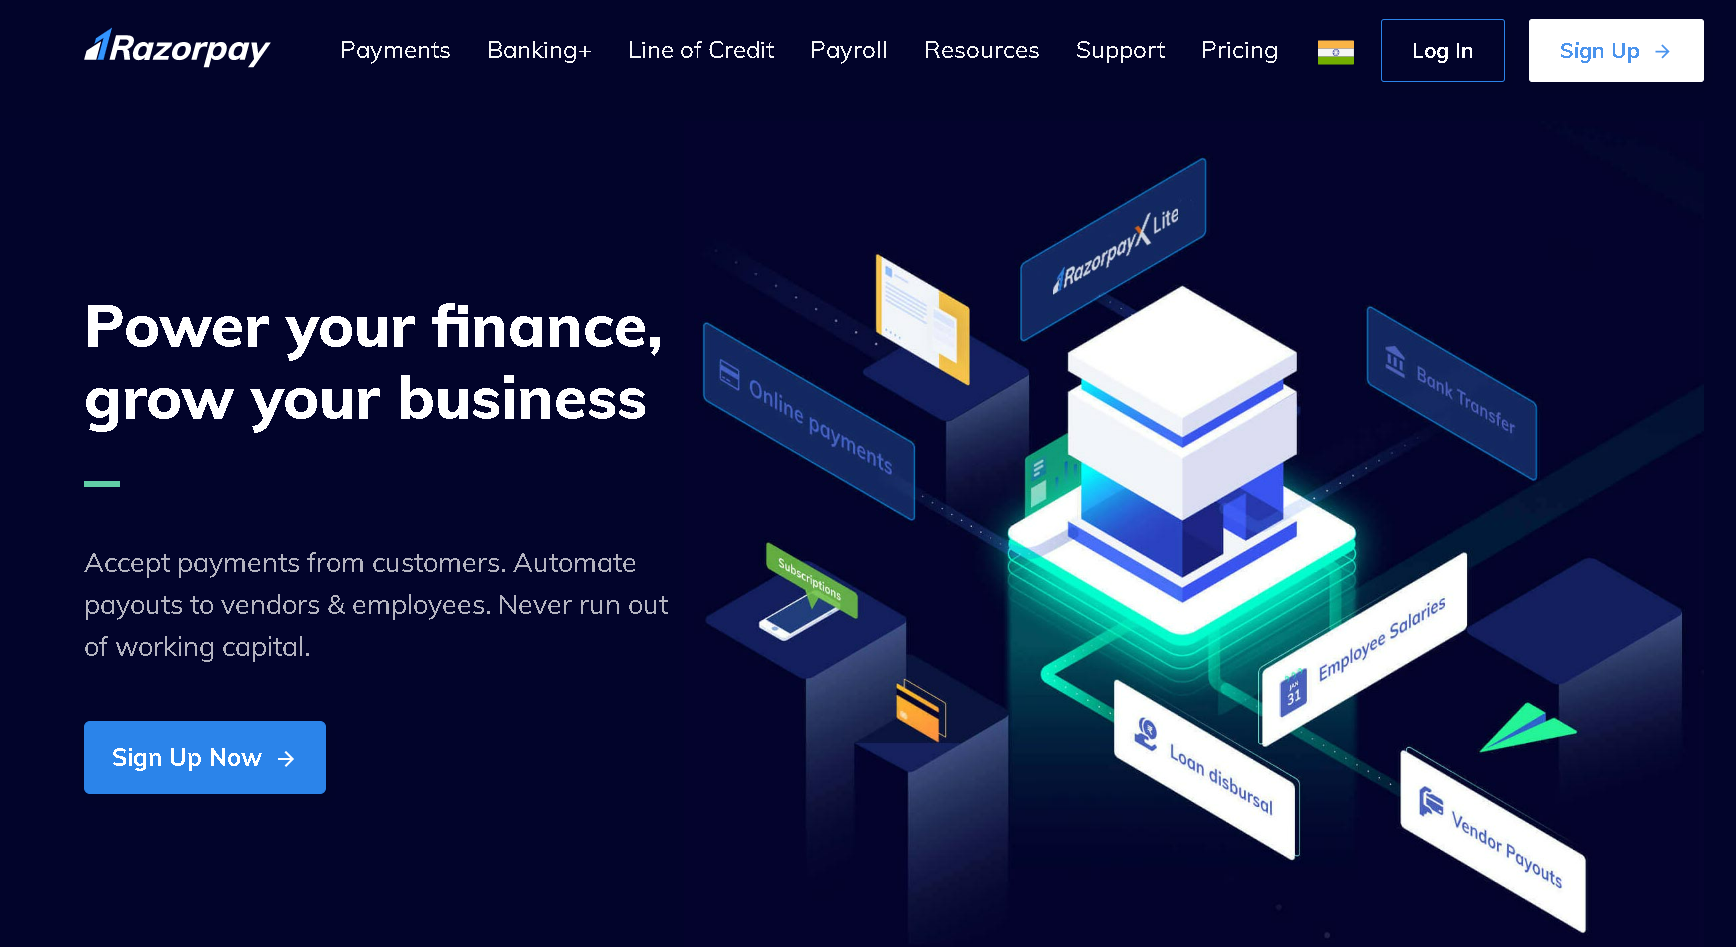 Razorpay
Payments
Banking+
Line of Credit
Payroll
Resources
Support
Pricing
Log In
Sign Up
Power your finance,
grow your business
Accept payments from customers. Automate
payouts to vendors & employees. Never run out
of working capital.
Sign Up Now
RazorpayX Lite
Online payments
Bank Transfer
Subscriptions
Employee Salaries
JAN
31
Loan disbursal
Vendor Payouts